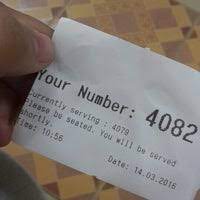 Your Number: 4082
Currently serving : 4079
Please be seated. You will be served
shortly.
Time: 10:56
Date: 14.03.2016